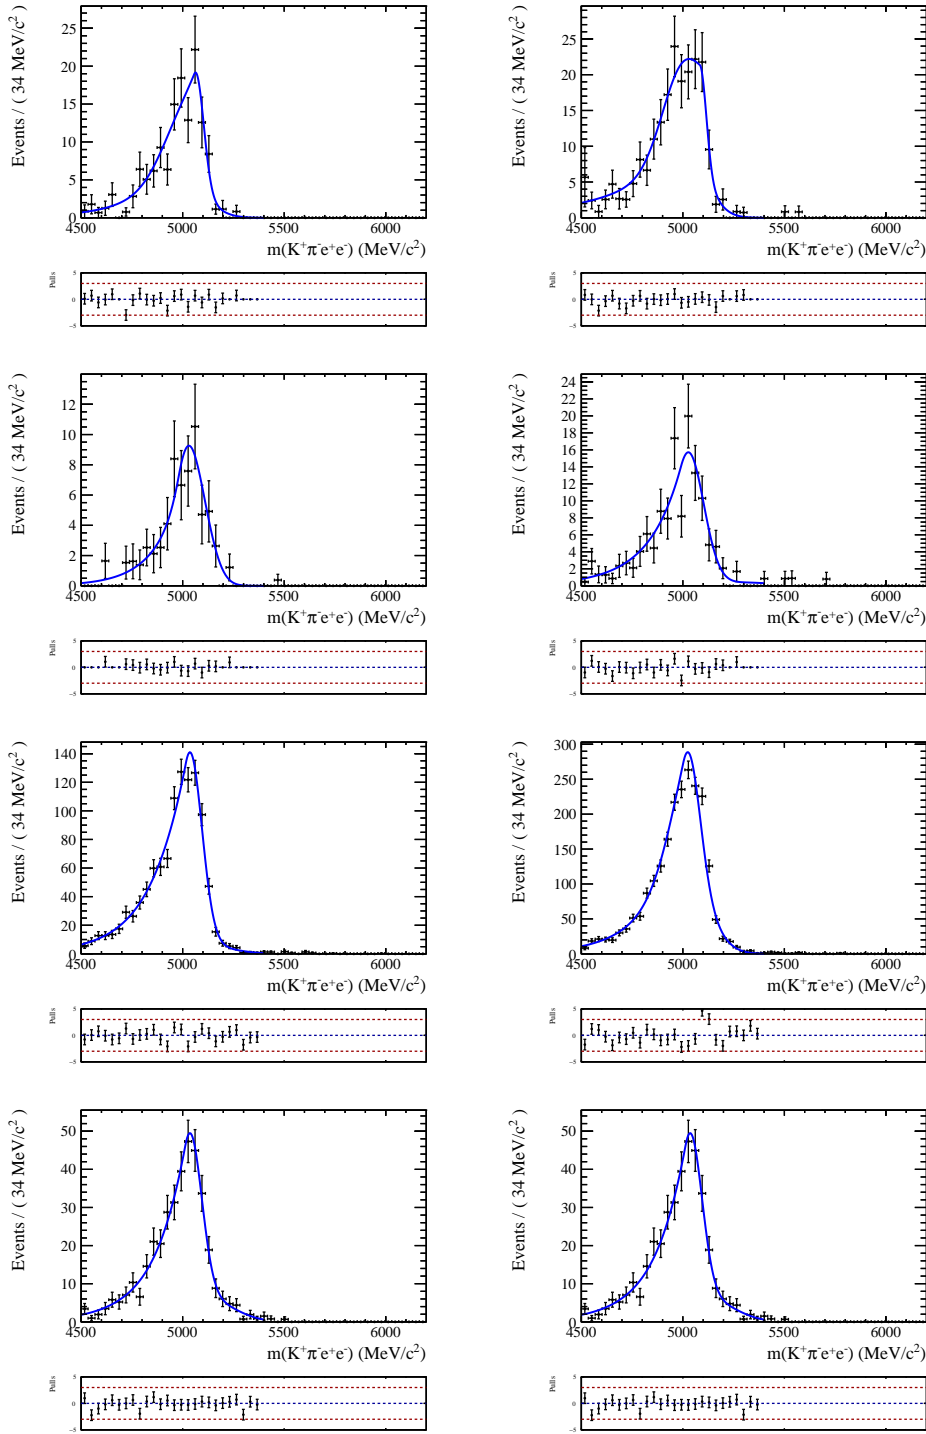 Events / ( 34 MeV/c² )
0
5
10
15
20
25
4500 5000 5500 6000
m(K⁺π⁻e⁺e⁻) (MeV/c²)
Pulls
5
0
−5
Events / ( 34 MeV/c² )
0
5
10
15
20
25
4500 5000 5500 6000
m(K⁺π⁻e⁺e⁻) (MeV/c²)
Pulls
5
0
−5
Events / ( 34 MeV/c² )
0
2
4
6
8
10
12
4500 5000 5500 6000
m(K⁺π⁻e⁺e⁻) (MeV/c²)
Pulls
5
0
−5
Events / ( 34 MeV/c² )
0
2
4
6
8
10
12
14
16
18
20
22
24
4500 5000 5500 6000
m(K⁺π⁻e⁺e⁻) (MeV/c²)
Pulls
5
0
−5
Events / ( 34 MeV/c² )
0
20
40
60
80
100
120
140
4500 5000 5500 6000
m(K⁺π⁻e⁺e⁻) (MeV/c²)
Pulls
5
0
−5
Events / ( 34 MeV/c² )
0
50
100
150
200
250
300
4500 5000 5500 6000
m(K⁺π⁻e⁺e⁻) (MeV/c²)
Pulls
5
0
−5
Events / ( 34 MeV/c² )
0
10
20
30
40
50
4500 5000 5500 6000
m(K⁺π⁻e⁺e⁻) (MeV/c²)
Pulls
5
0
−5
Events / ( 34 MeV/c² )
0
10
20
30
40
50
4500 5000 5500 6000
m(K⁺π⁻e⁺e⁻) (MeV/c²)
Pulls
5
0
−5